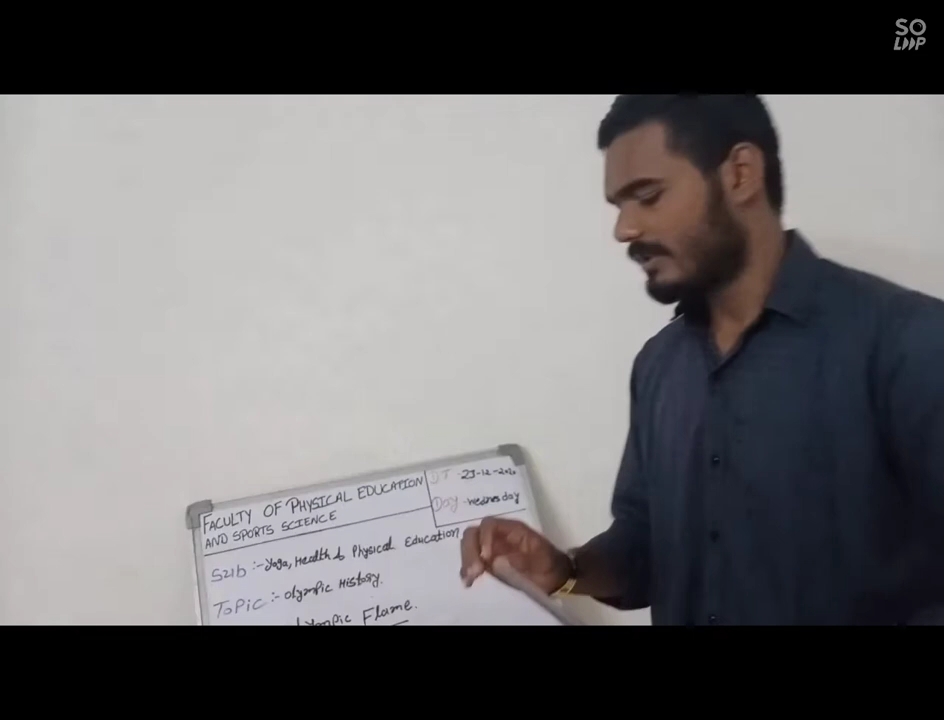 SO
LOOP
FACULTY OF PHYSICAL EDUCATION
AND SPORTS SCIENCE
DT - 23-12-2020
DAY - Wednesday
Sub :- Yoga, Health & Physical Education
Topic :- Olympic History.
Olympic Flame.